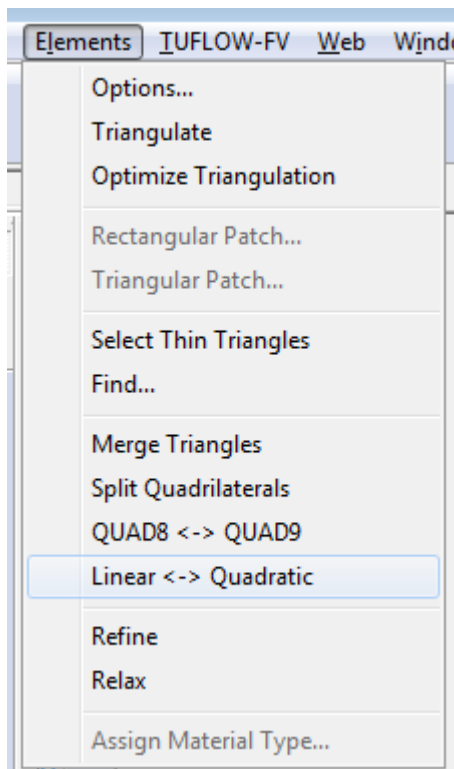 Elements TUFLOW-FV Web
Options...
Triangulate
Optimize Triangulation
Rectangular Patch...
Triangular Patch...
Select Thin Triangles
Find...
Merge Triangles
Split Quadrilaterals
QUAD8 <-> QUAD9
Linear <-> Quadratic
Refine
Relax
Assign Material Type...